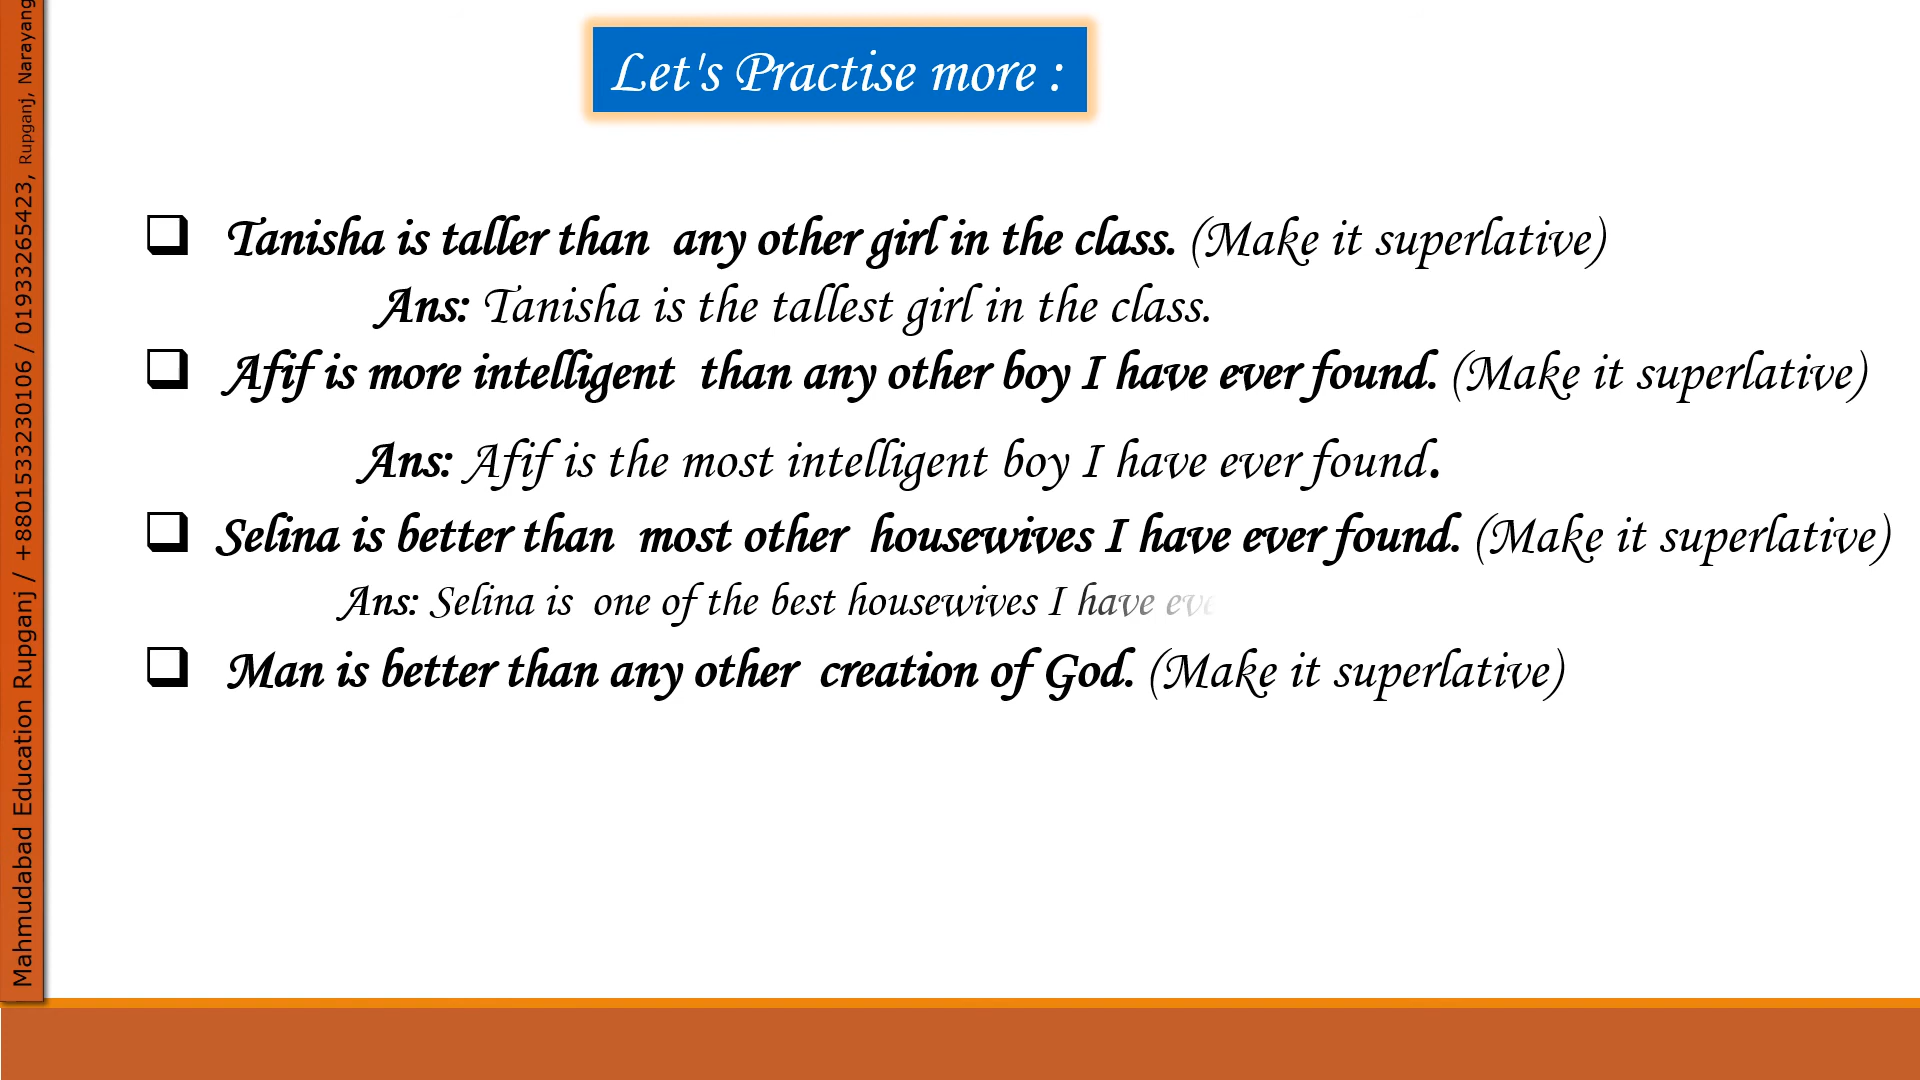 Let's Practise more :
Tanisha is taller than any other girl in the class. (Make it superlative)
Ans: Tanisha is the tallest girl in the class.
Afif is more intelligent than any other boy I have ever found. (Make it superlative)
Ans: Afif is the most intelligent boy I have ever found.
Selina is better than most other housewives I have ever found. (Make it superlative)
Ans: Selina is one of the best housewives I have eve
Man is better than any other creation of God. (Make it superlative)
Mahmudabad Education Rupganj / +8801533230106 / 01933265423, Rupganj, Narayang